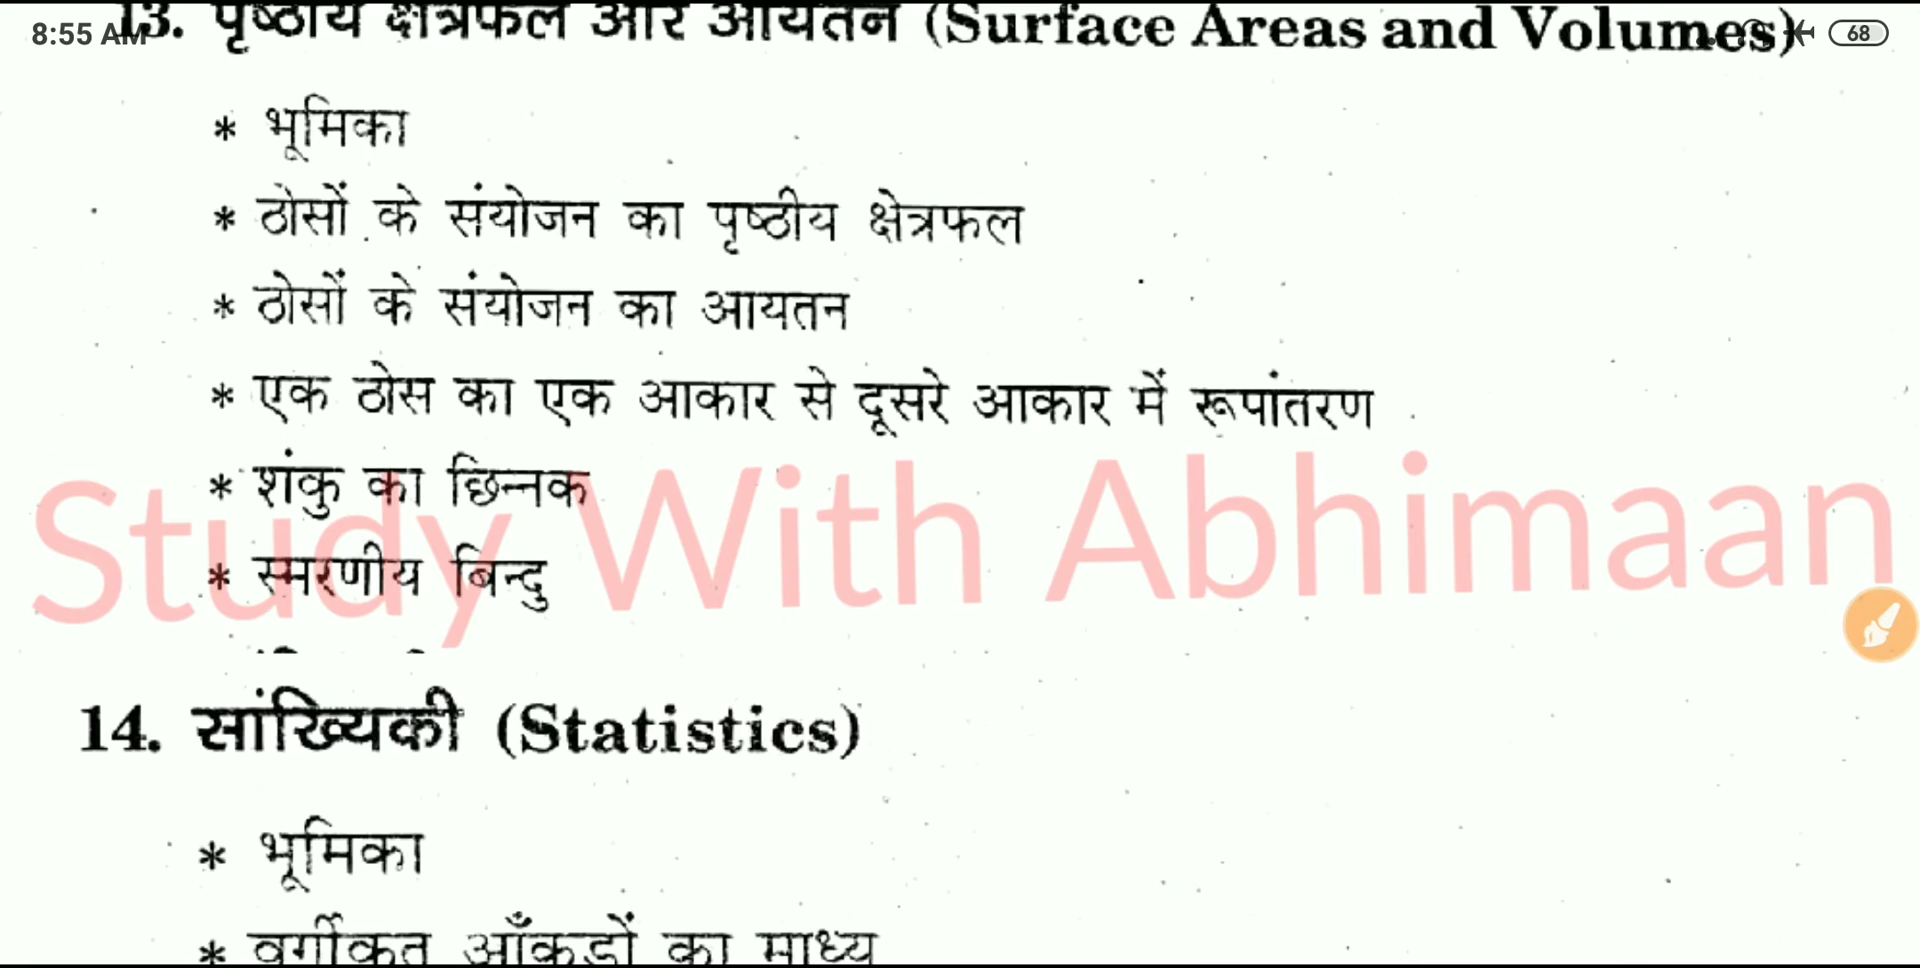 8:55 AM
68
13. पृष्ठीय क्षेत्रफल और आयतन (Surface Areas and Volumes)
* भूमिका
* ठोसों के संयोजन का पृष्ठीय क्षेत्रफल
* ठोसों के संयोजन का आयतन
* एक ठोस का एक आकार से दूसरे आकार में रूपांतरण
* शंकु का छिन्नक
Study With Abhimaan
* स्मरणीय बिन्दु
14. सांख्यिकी (Statistics)
* भूमिका
* वर्गीकृत आँकड़ों का माध्य